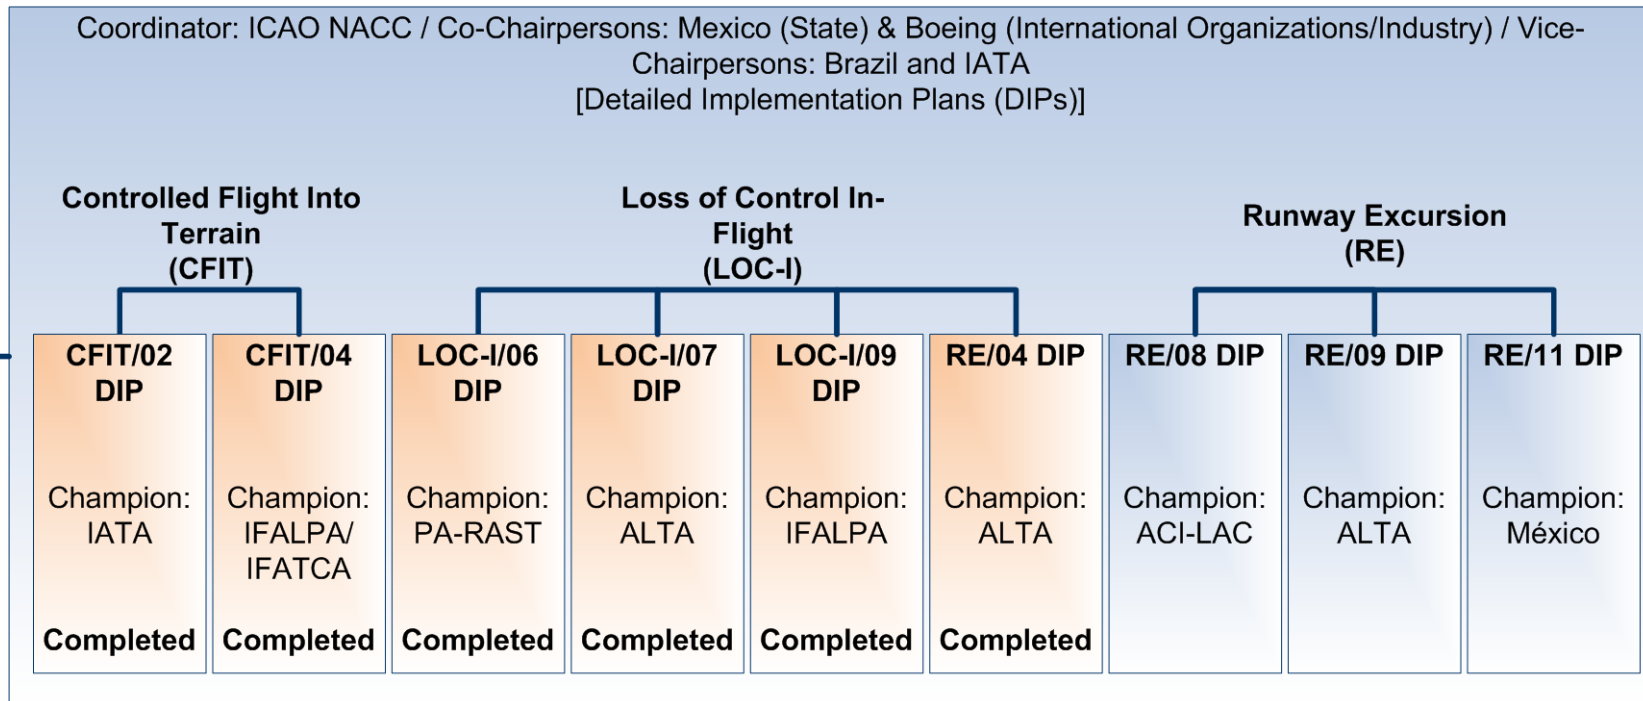 Coordinator: ICAO NACC / Co-Chairpersons: Mexico (State) & Boeing (International Organizations/Industry) / Vice-
Chairpersons: Brazil and IATA
[Detailed Implementation Plans (DIPs)]
Controlled Flight Into
Terrain
(CFIT)
Loss of Control In-
Flight
(LOC-I)
Runway Excursion
(RE)
CFIT/02
DIP
Champion:
IATA
Completed
CFIT/04
DIP
Champion:
IFALPA/
IFATCA
Completed
LOC-I/06
DIP
Champion:
PA-RAST
Completed
LOC-I/07
DIP
Champion:
ALTA
Completed
LOC-I/09
DIP
Champion:
IFALPA
Completed
RE/04 DIP
Champion:
ALTA
Completed
RE/08 DIP
Champion:
ACI-LAC
RE/09 DIP
Champion:
ALTA
RE/11 DIP
Champion:
México